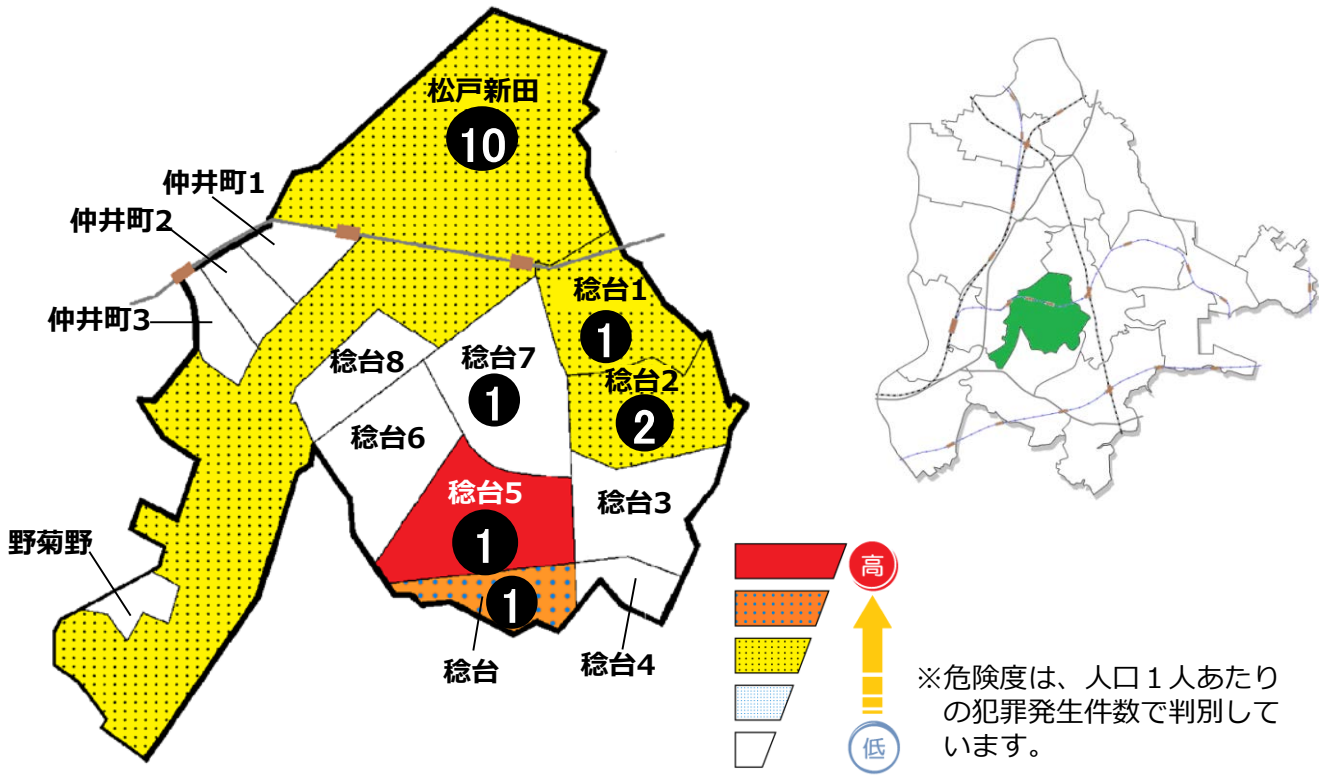 松戸新田
10
仲井町1
仲井町2
仲井町3
稔台1
1
稔台2
2
稔台8
稔台7
1
稔台6
稔台5
1
稔台3
野菊野
1
稔台
稔台4
高
低
※危険度は、人口１人あたり
の犯罪発生件数で判別して
います。